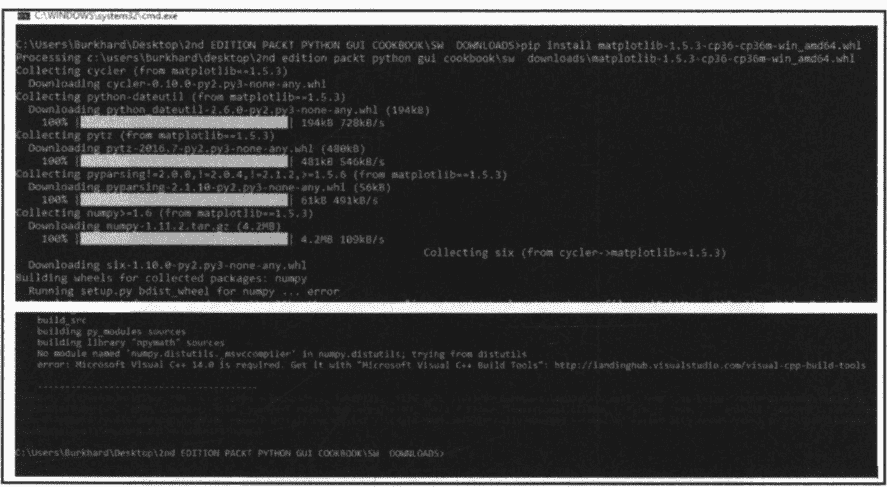 C:\WINDOWS\system32\cmd.exe
C:\Users\Burkhard\Desktop\2nd EDITION PACKT PYTHON GUI COOKBOOK\SW DOWNLOADS>pip install matplotlib-1.5.3-cp36-cp36m-win_amd64.whl
Processing c:\users\burkhard\desktop\2nd edition packt python gui cookbook\sw downloads\matplotlib-1.5.3-cp36-cp36m-win_amd64.whl
Collecting cycler (from matplotlib==1.5.3)
Downloading cycler-0.10.0-py2.py3-none-any.whl
Collecting python-dateutil (from matplotlib==1.5.3)
Downloading python_dateutil-2.6.0-py2.py3-none-any.whl (194kB)
100% | | 194kB 728kB/s
Collecting pytz (from matplotlib==1.5.3)
Downloading pytz-2016.7-py2.py3-none-any.whl (480kB)
100% | | 481kB 546kB/s
Collecting pyparsing!=2.0.0,!=2.0.4,!=2.1.2,>=1.5.6 (from matplotlib==1.5.3)
Downloading pyparsing-2.1.10-py2.py3-none-any.whl (56kB)
100% | | 61kB 491kB/s
Collecting numpy>=1.6 (from matplotlib==1.5.3)
Downloading numpy-1.11.2.tar.gz (4.2MB)
100% | | 4.2MB 109kB/s
Collecting six (from cycler->matplotlib==1.5.3)
Downloading six-1.10.0-py2.py3-none-any.whl
Building wheels for collected packages: numpy
Running setup.py bdist_wheel for numpy ... error
build_src
building py_modules sources
building library "npymath" sources
No module named 'numpy.distutils._msvccompiler' in numpy.distutils; trying from distutils
error: Microsoft Visual C++ 14.0 is required. Get it with "Microsoft Visual C++ Build Tools": http://landinghub.visualstudio.com/visual-cpp-build-tools
----------------------------------------
C:\Users\Burkhard\Desktop\2nd EDITION PACKT PYTHON GUI COOKBOOK\SW DOWNLOADS>